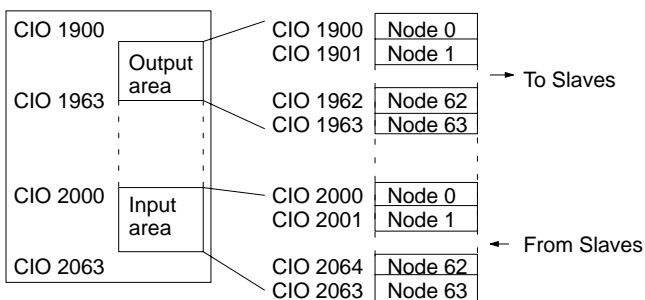 CIO 1900
Output
area
CIO 1963
CIO 2000
Input
area
CIO 2063
CIO 1900 Node 0
CIO 1901 Node 1
To Slaves
CIO 1962 Node 62
CIO 1963 Node 63
CIO 2000 Node 0
CIO 2001 Node 1
From Slaves
CIO 2064 Node 62
CIO 2063 Node 63